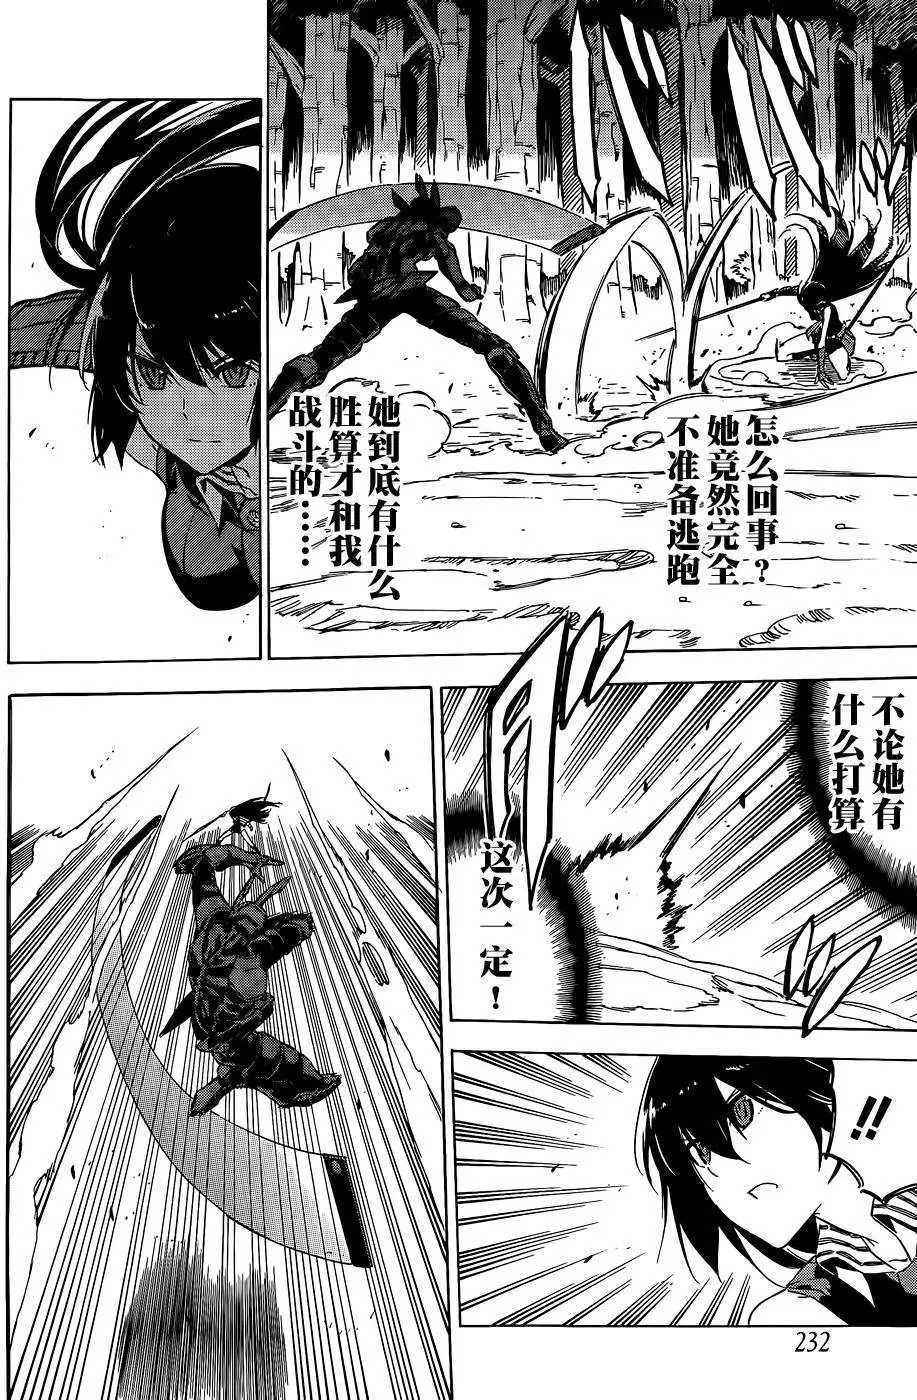 怎么回事？
她竟然完全
不准备逃跑
她到底有什么
胜算才和我
战斗的……
不论她有
什么打算
这次一定！
!!
232